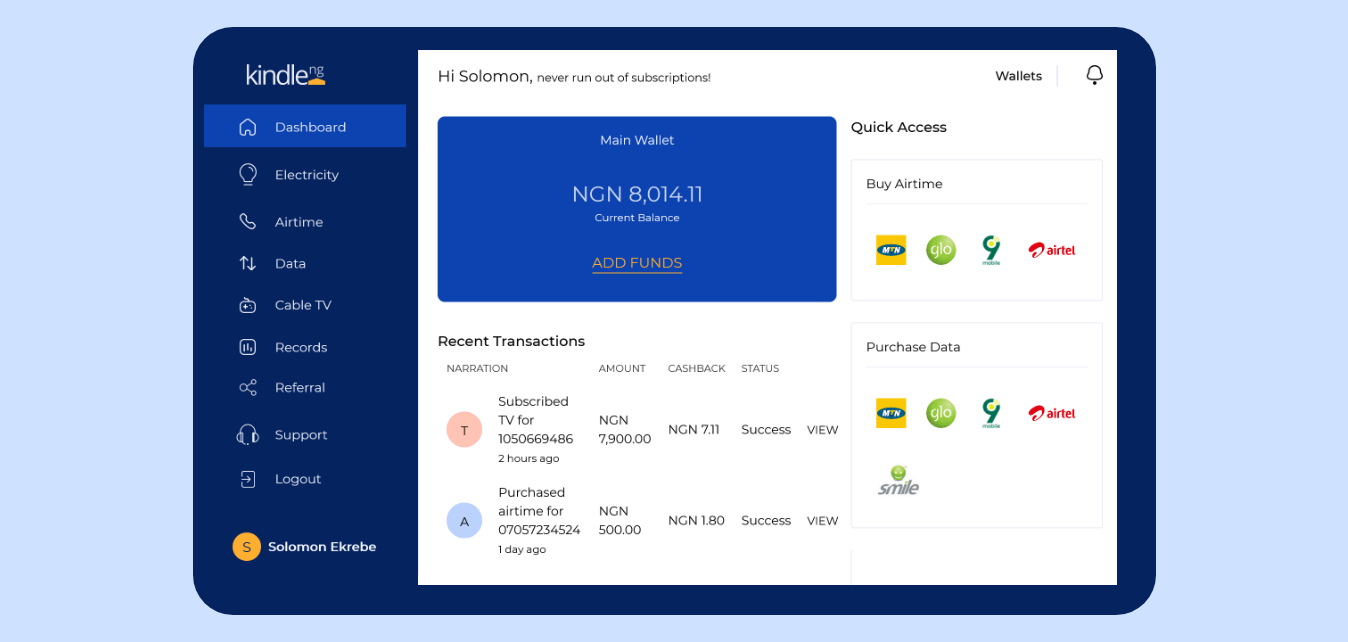 kindle ng
Dashboard
Electricity
Airtime
Data
Cable TV
Records
Referral
Support
Logout
S Solomon Ekrebe
Hi Solomon, never run out of subscriptions!
Wallets
Main Wallet
NGN 8,014.11
Current Balance
ADD FUNDS
Recent Transactions
NARRATION AMOUNT CASHBACK STATUS
T
Subscribed
TV for
1050669486
2 hours ago
NGN
7,900.00
NGN 7.11
Success
VIEW
A
Purchased
airtime for
07057234524
1 day ago
NGN
500.00
NGN 1.80
Success
VIEW
Quick Access
Buy Airtime
MTN glo 9 mobile airtel
Purchase Data
MTN glo 9 mobile airtel
smile